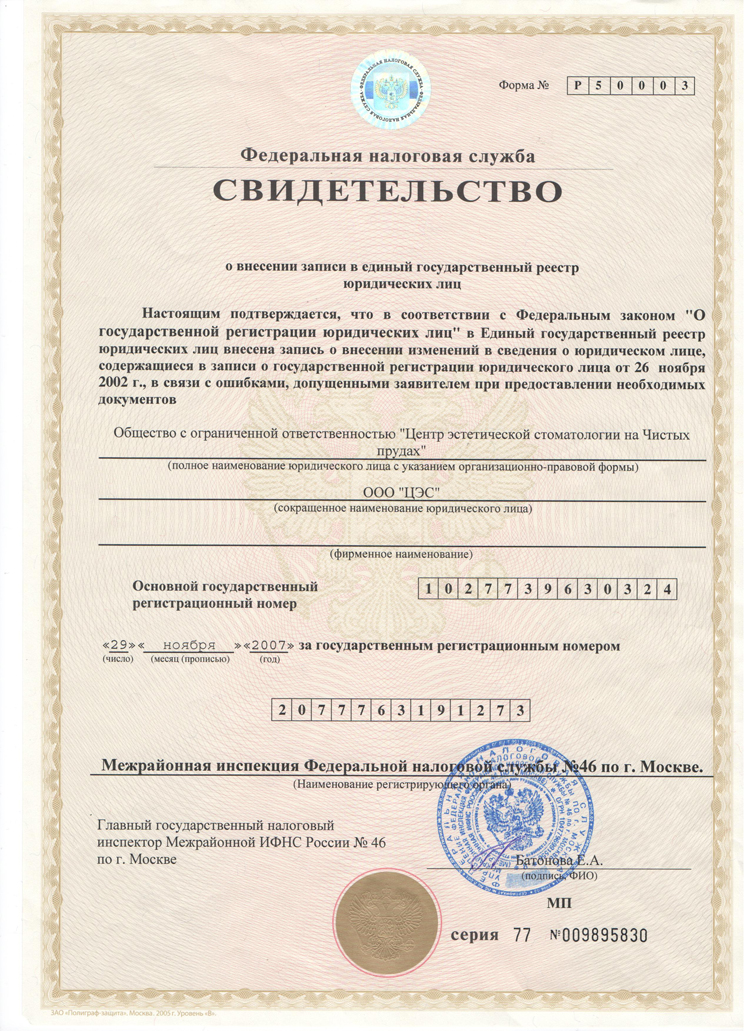 ФЕДЕРАЛЬНАЯ НАЛОГОВАЯ СЛУЖБА
Форма № Р 5 0 0 0 3
Федеральная налоговая служба
СВИДЕТЕЛЬСТВО
о внесении записи в единый государственный реестр
юридических лиц
Настоящим подтверждается, что в соответствии с Федеральным законом "О
государственной регистрации юридических лиц" в Единый государственный реестр
юридических лиц внесена запись о внесении изменений в сведения о юридическом лице,
содержащиеся в записи о государственной регистрации юридического лица от 26 ноября
2002 г., в связи с ошибками, допущенными заявителем при предоставлении необходимых
документов
Общество с ограниченной ответственностью "Центр эстетической стоматологии на Чистых
прудах"
(полное наименование юридического лица с указанием организационно-правовой формы)
ООО "ЦЭС"
(сокращенное наименование юридического лица)
(фирменное наименование)
Основной государственный
регистрационный номер
1 0 2 7 7 3 9 6 3 0 3 2 4
«29»« ноября »«2007» за государственным регистрационным номером
(число) (месяц (прописью) (год)
2 0 7 7 7 6 3 1 9 1 2 7 3
Межрайонная инспекция Федеральной налоговой службы №46 по г. Москве.
(Наименование регистрирующего органа)
Главный государственный налоговый
инспектор Межрайонной ИФНС России № 46
по г. Москве
Батонова Е.А.
(подпись, ФИО)
МП
серия 77 №009895830
ЗАО «Полиграф-защита». Москва. 2005 г. Уровень «В».